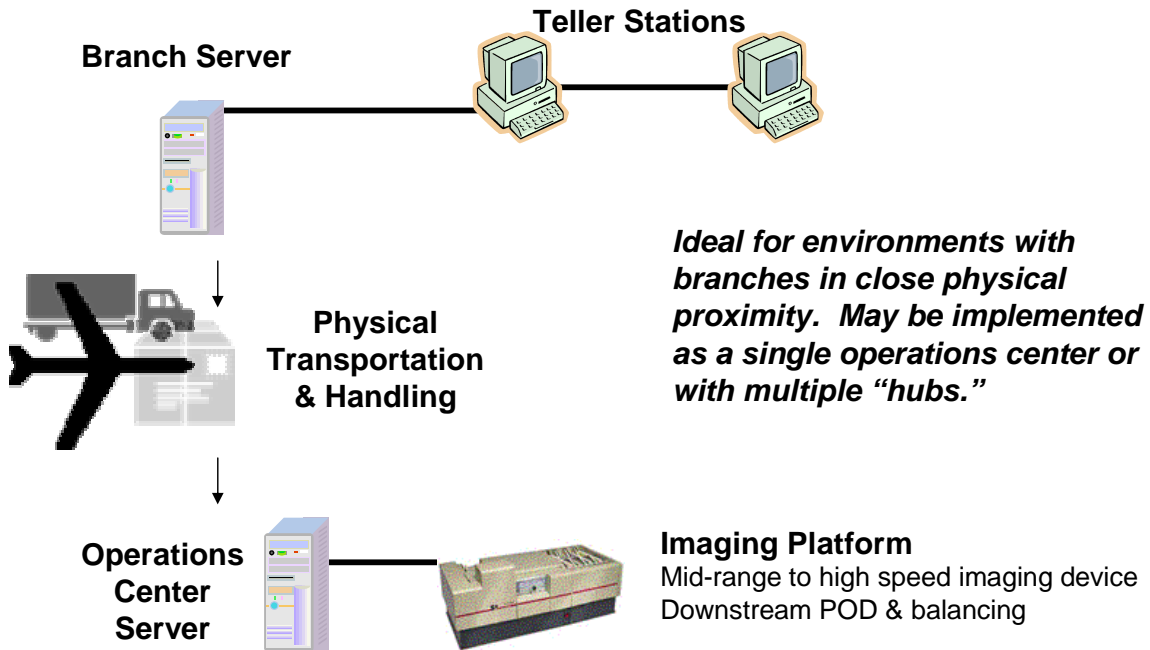 Teller Stations
Branch Server
Ideal for environments with
branches in close physical
proximity.  May be implemented
as a single operations center or
with multiple “hubs.”
Physical
Transportation
& Handling
Operations
Center
Server
Imaging Platform
Mid-range to high speed imaging device
Downstream POD & balancing